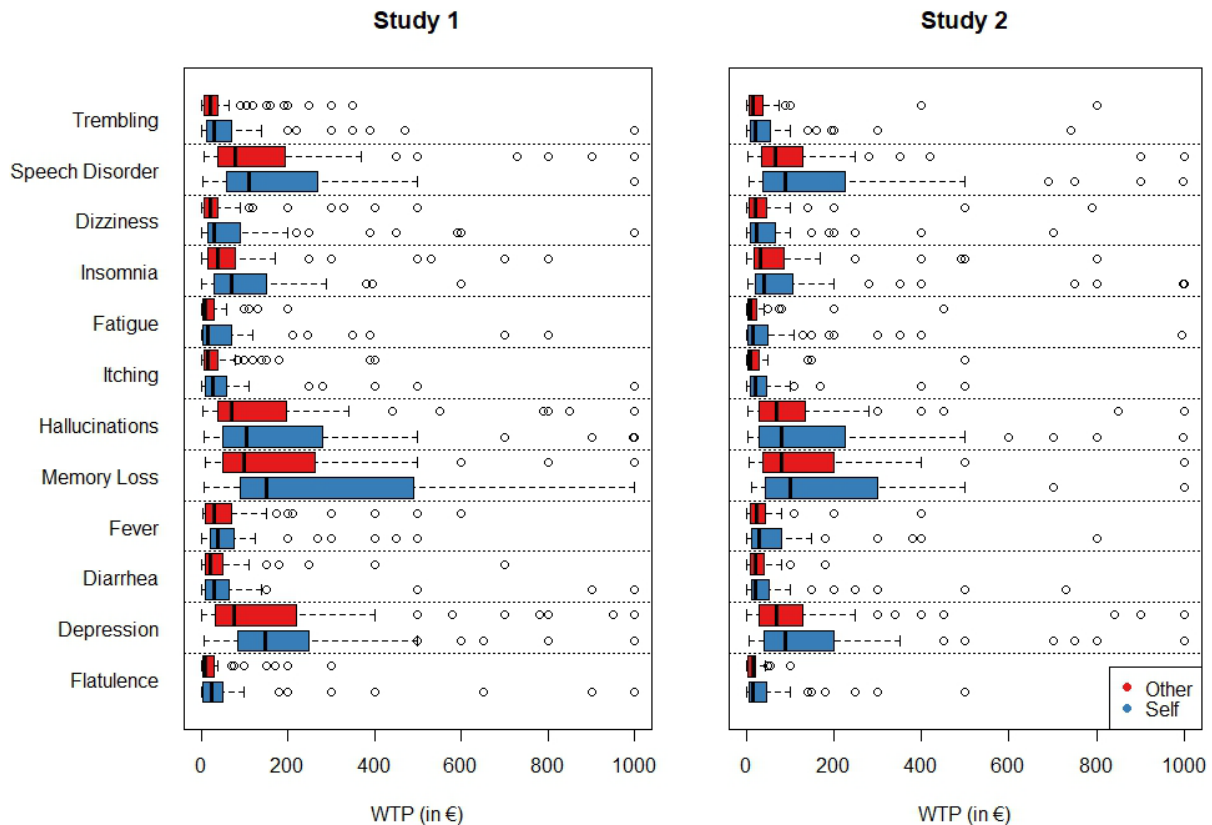 Study 1
Study 2
Trembling
Speech Disorder
Dizziness
Insomnia
Fatigue
Itching
Hallucinations
Memory Loss
Fever
Diarrhea
Depression
Flatulence
Other
Self
0 200 400 600 800 1000
0 200 400 600 800 1000
WTP (in €)
WTP (in €)